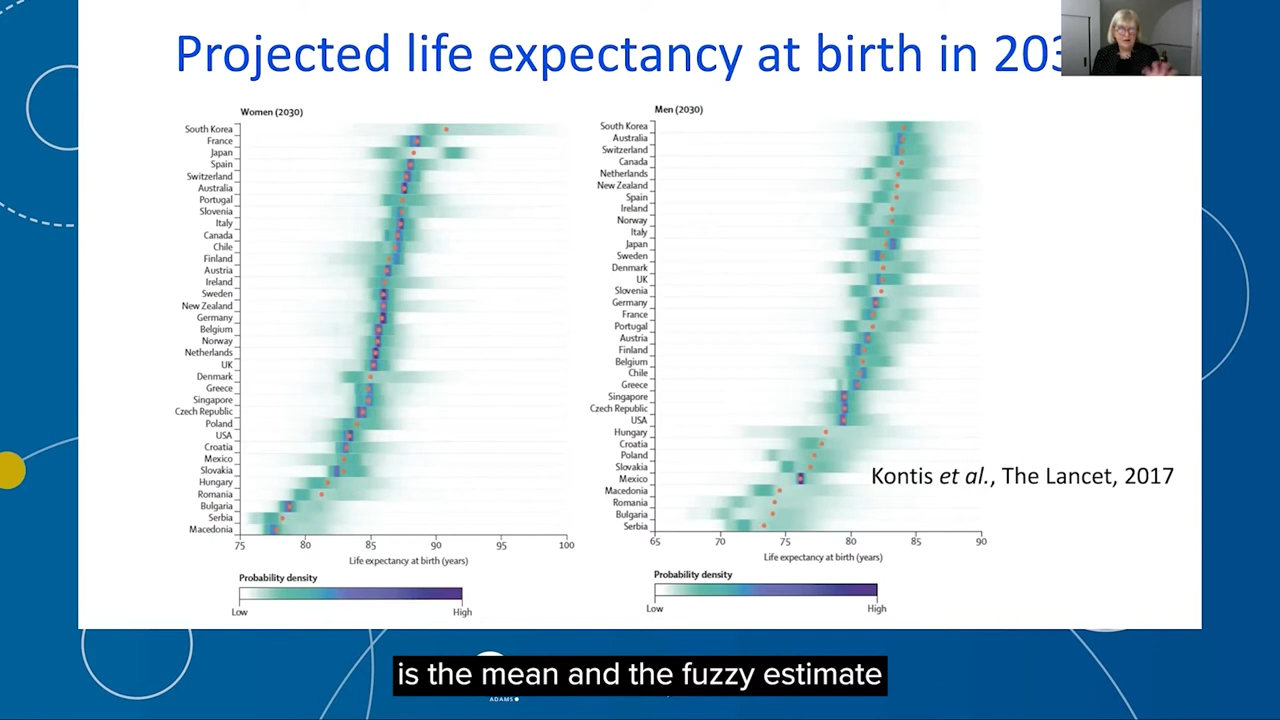 Projected life expectancy at birth in 203
Women (2030)
South Korea
France
Japan
Spain
Switzerland
Australia
Portugal
Slovenia
Italy
Canada
Chile
Finland
Austria
Ireland
Sweden
New Zealand
Germany
Belgium
Norway
Netherlands
UK
Denmark
Greece
Singapore
Czech Republic
Poland
USA
Croatia
Mexico
Slovakia
Hungary
Romania
Bulgaria
Serbia
Macedonia
75 80 85 90 95 100
Life expectancy at birth (years)
Probability density
Low High
Men (2030)
South Korea
Australia
Switzerland
Canada
Netherlands
New Zealand
Spain
Ireland
Norway
Italy
Japan
Sweden
Denmark
UK
Slovenia
Germany
France
Portugal
Austria
Finland
Belgium
Chile
Greece
Singapore
Czech Republic
USA
Hungary
Croatia
Poland
Slovakia
Mexico
Macedonia
Romania
Bulgaria
Serbia
65 70 75 80 85 90
Life expectancy at birth (years)
Probability density
Low High
Kontis et al., The Lancet, 2017
is the mean and the fuzzy estimate
ADAMS